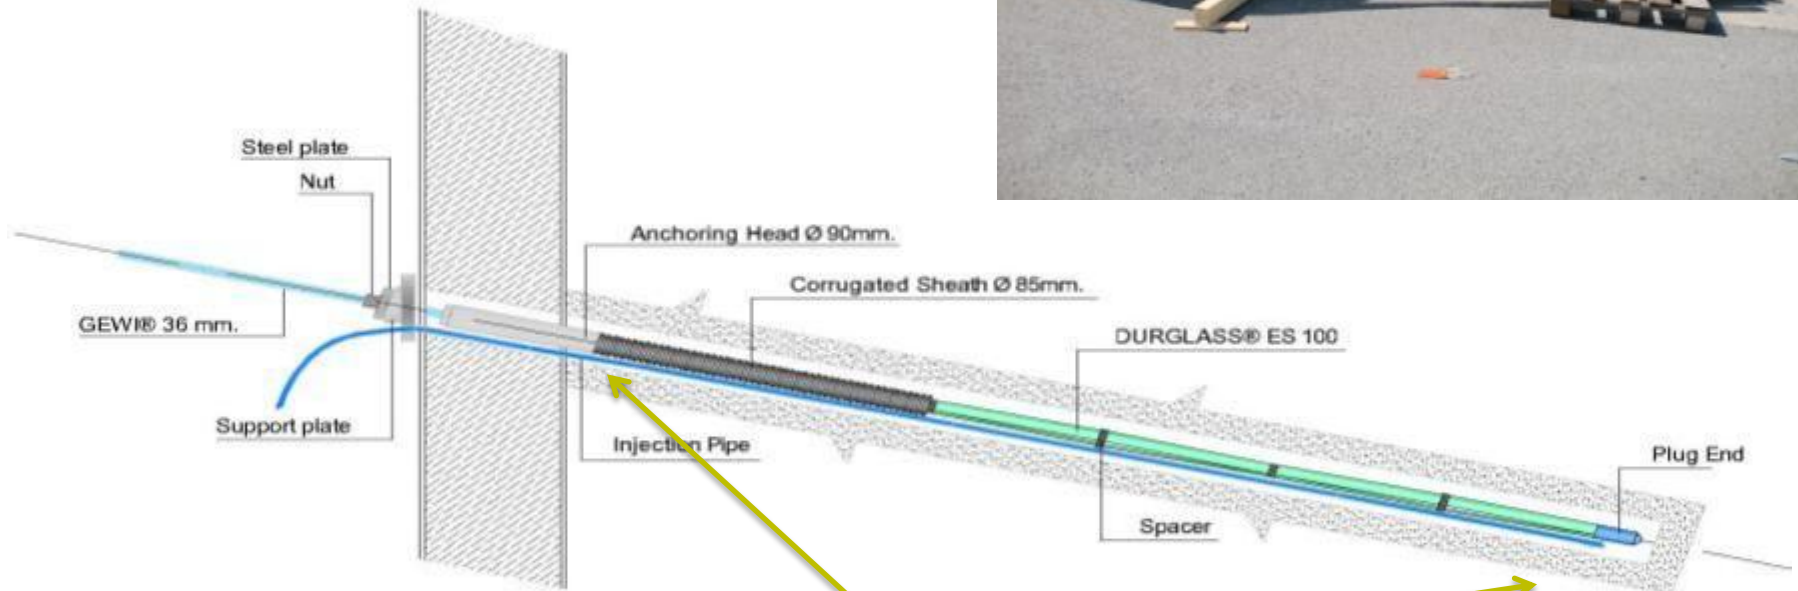 Steel plate
Nut
Anchoring Head Ø 90mm.
Corrugated Sheath Ø 85mm.
GEWI® 36 mm.
DURGLASS® ES 100
Support plate
Injection Pipe
Plug End
Spacer